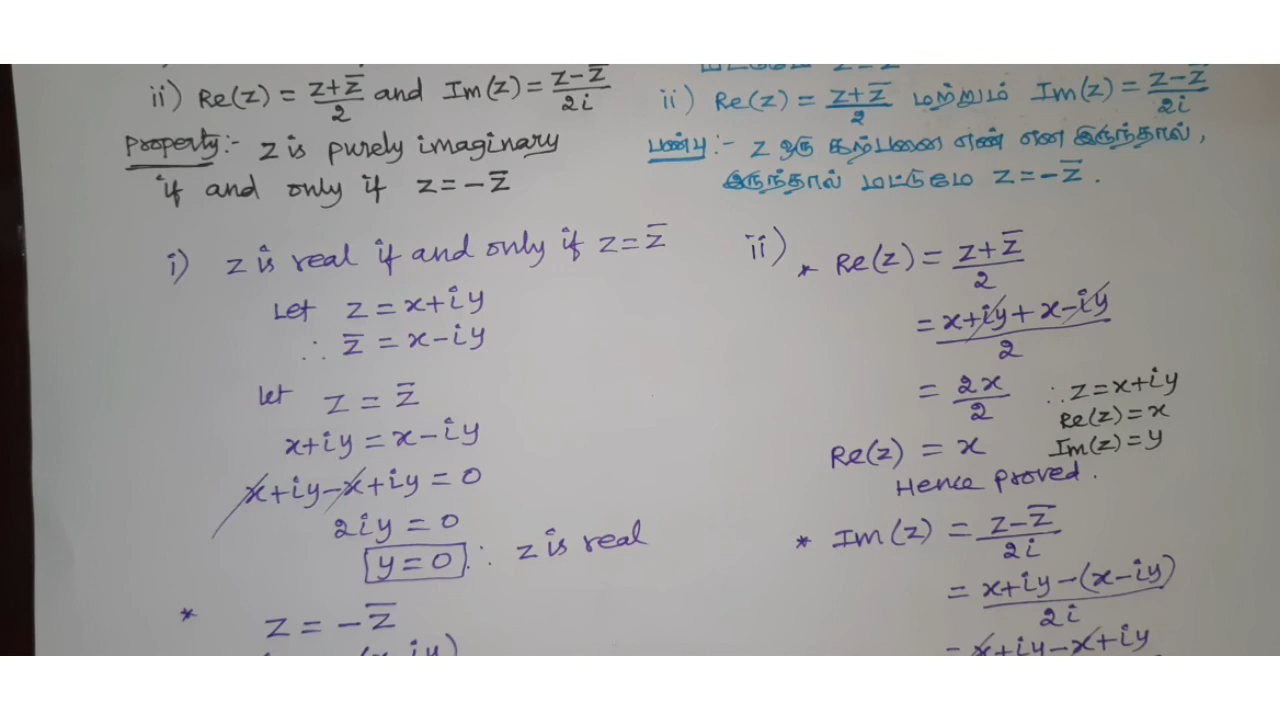 ii) Re(z) = z+z̅/2 and Im(z) = z−z̅/2i
Property:- z is purely imaginary
if and only if z = −z̅
ii) Re(z) = z+z̅/2 மற்றும் Im(z) = z−z̅/2i
பண்பு :- z ஒரு கற்பனை எண் என இருந்தால்,
இருந்தால் மட்டுமே z = −z̅ .
i) z is real if and only if z = z̅
Let z = x+iy
∴ z̅ = x−iy
let z = z̅
x+iy = x−iy
x+iy−x+iy = 0
2iy = 0
y = 0 ∴ z is real
* z = −z̅
ii) * Re(z) = z+z̅/2
= x+iy+x−iy/2
= 2x/2 ∴ z = x+iy
Re(z) = x
Im(z) = y
Re(z) = x
Hence proved.
* Im(z) = z−z̅/2i
= x+iy−(x−iy)/2i
= x+iy−x+iy